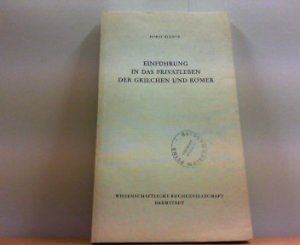 EINFÜHRUNG
IN DAS PRIVATLEBEN
DER GRIECHEN UND RÖMER
WISSENSCHAFTLICHE BUCHGESELLSCHAFT
DARMSTADT